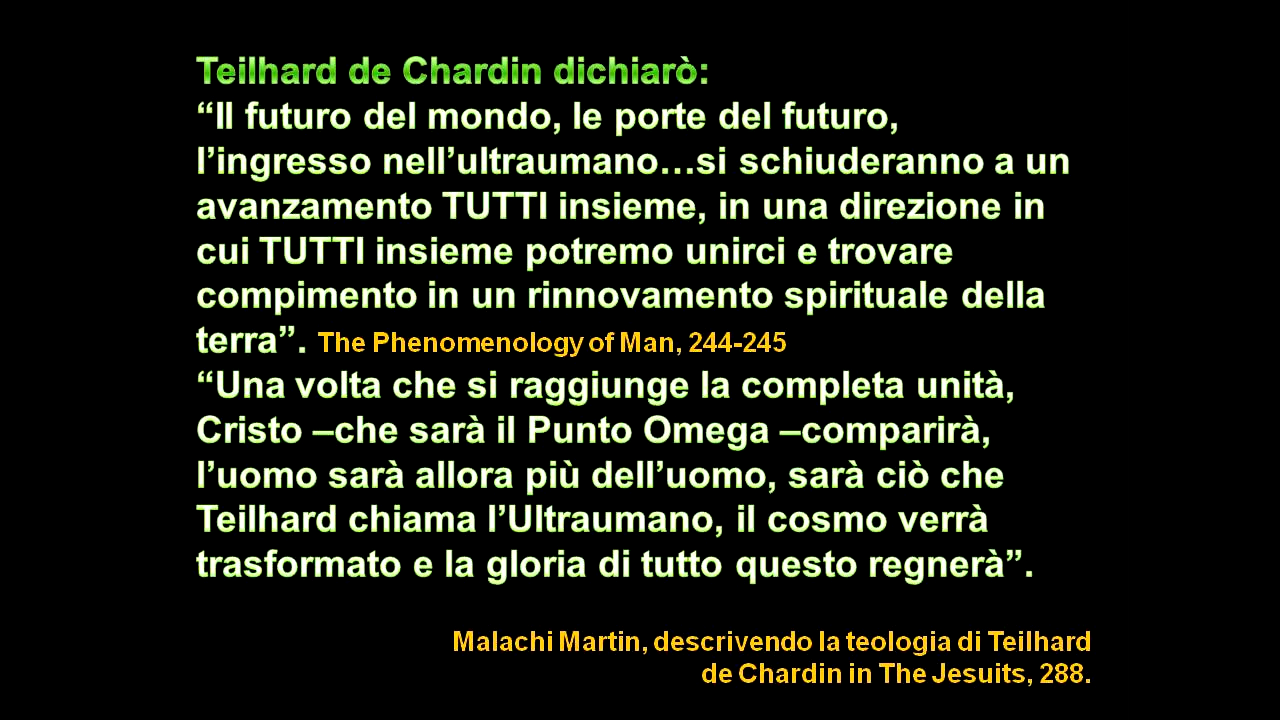 Teilhard de Chardin dichiarò:
“Il futuro del mondo, le porte del futuro,
l’ingresso nell’ultraumano…si schiuderanno a un
avanzamento TUTTI insieme, in una direzione in
cui TUTTI insieme potremo unirci e trovare
compimento in un rinnovamento spirituale della
terra”. The Phenomenology of Man, 244-245
“Una volta che si raggiunge la completa unità,
Cristo –che sarà il Punto Omega –comparirà,
l’uomo sarà allora più dell’uomo, sarà ciò che
Teilhard chiama l’Ultraumano, il cosmo verrà
trasformato e la gloria di tutto questo regnerà”.
Malachi Martin, descrivendo la teologia di Teilhard
de Chardin in The Jesuits, 288.